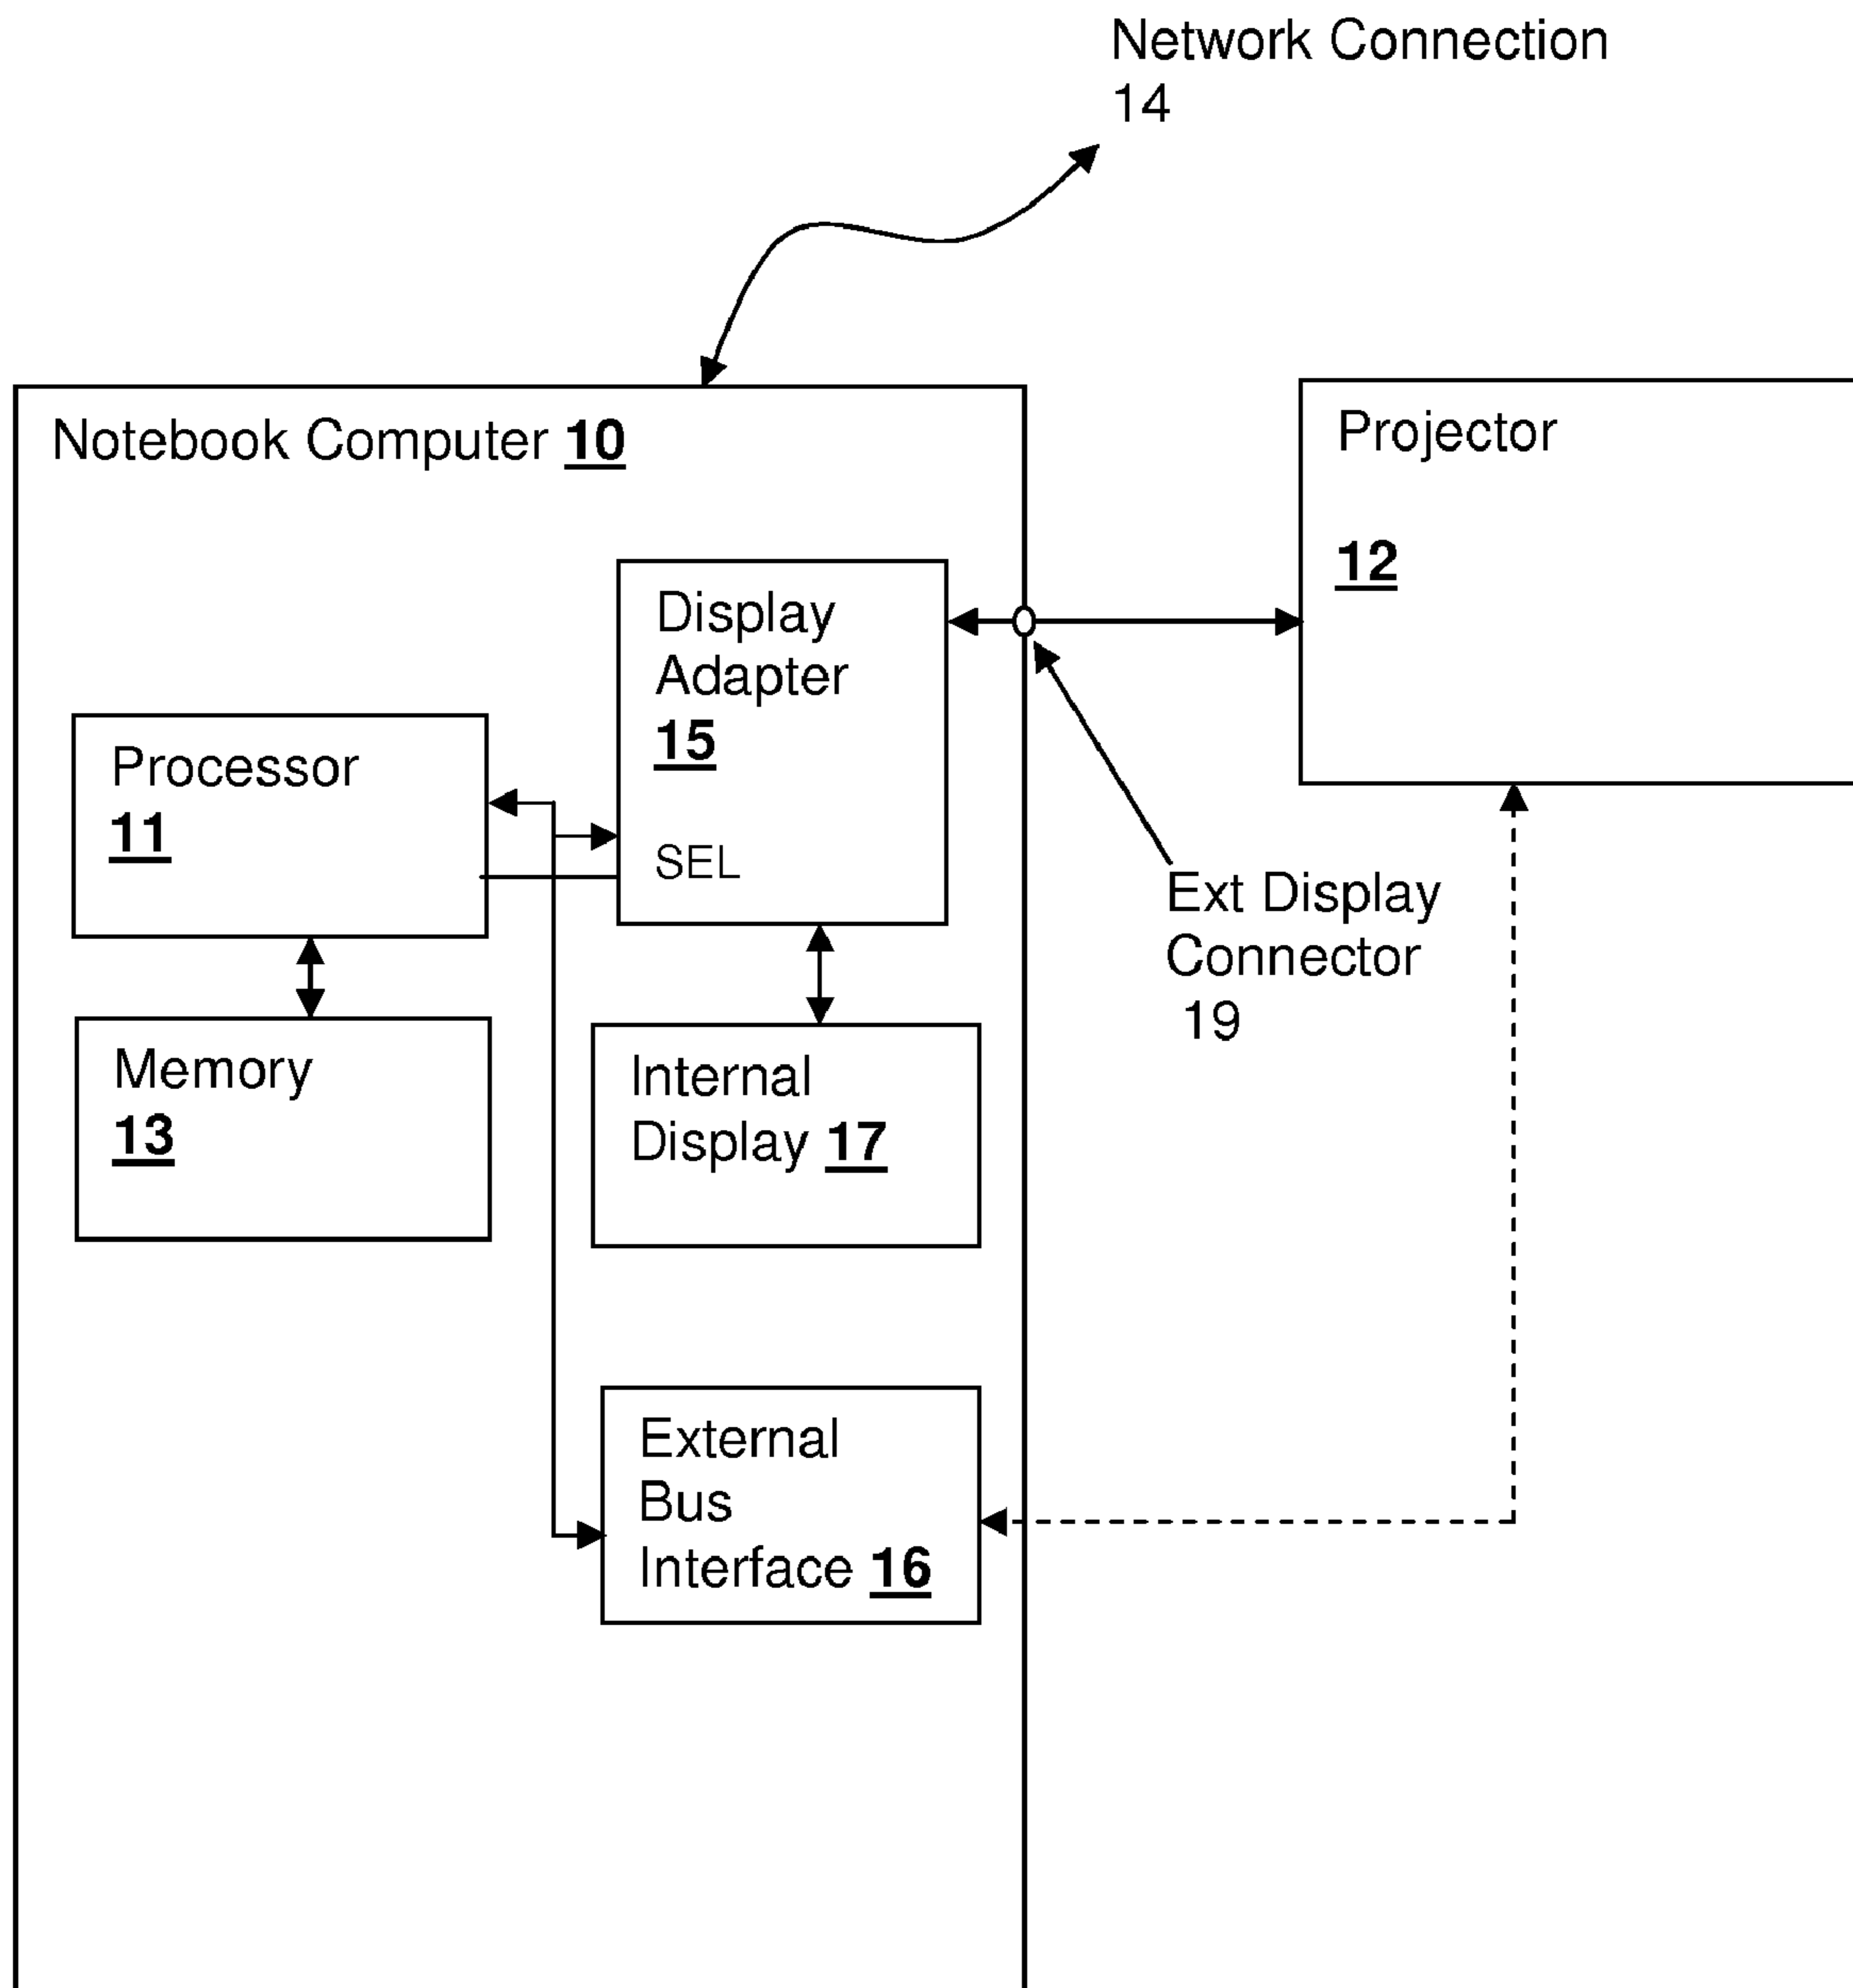 Network Connection
14
Notebook Computer 10
Projector
12
Display
Adapter
15
SEL
Processor
11
Ext Display
Connector
19
Memory
13
Internal
Display 17
External
Bus
Interface 16